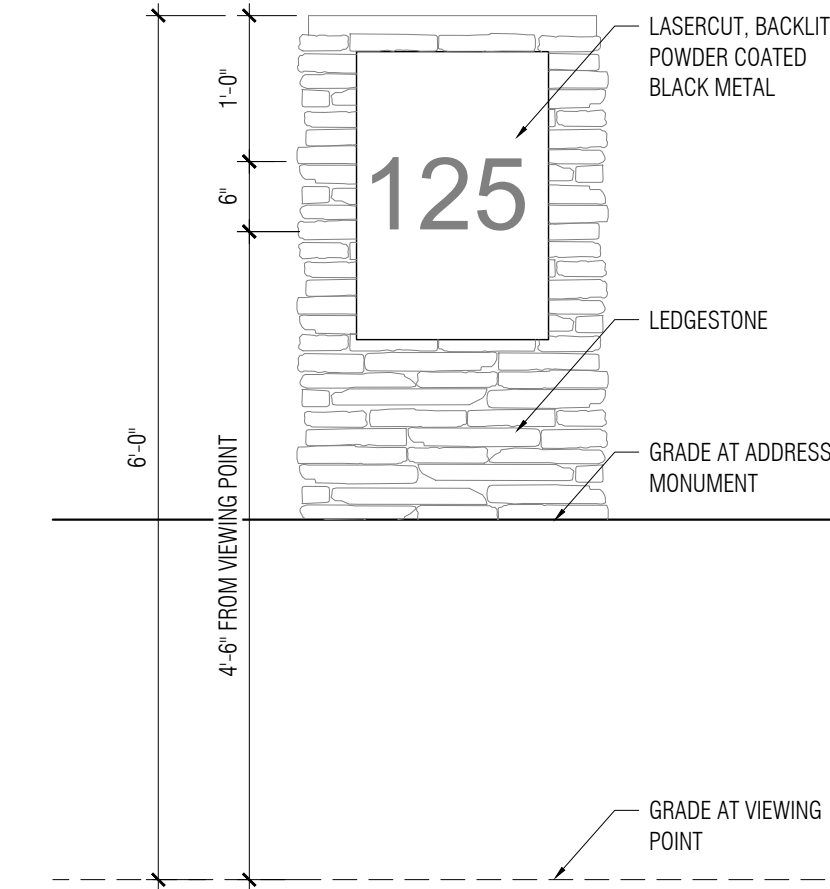 LASERCUT, BACKLIT
POWDER COATED
BLACK METAL
1'-0"
6"
125
LEDGESTONE
6'-0"
4'-6" FROM VIEWING POINT
GRADE AT ADDRESS
MONUMENT
GRADE AT VIEWING
POINT